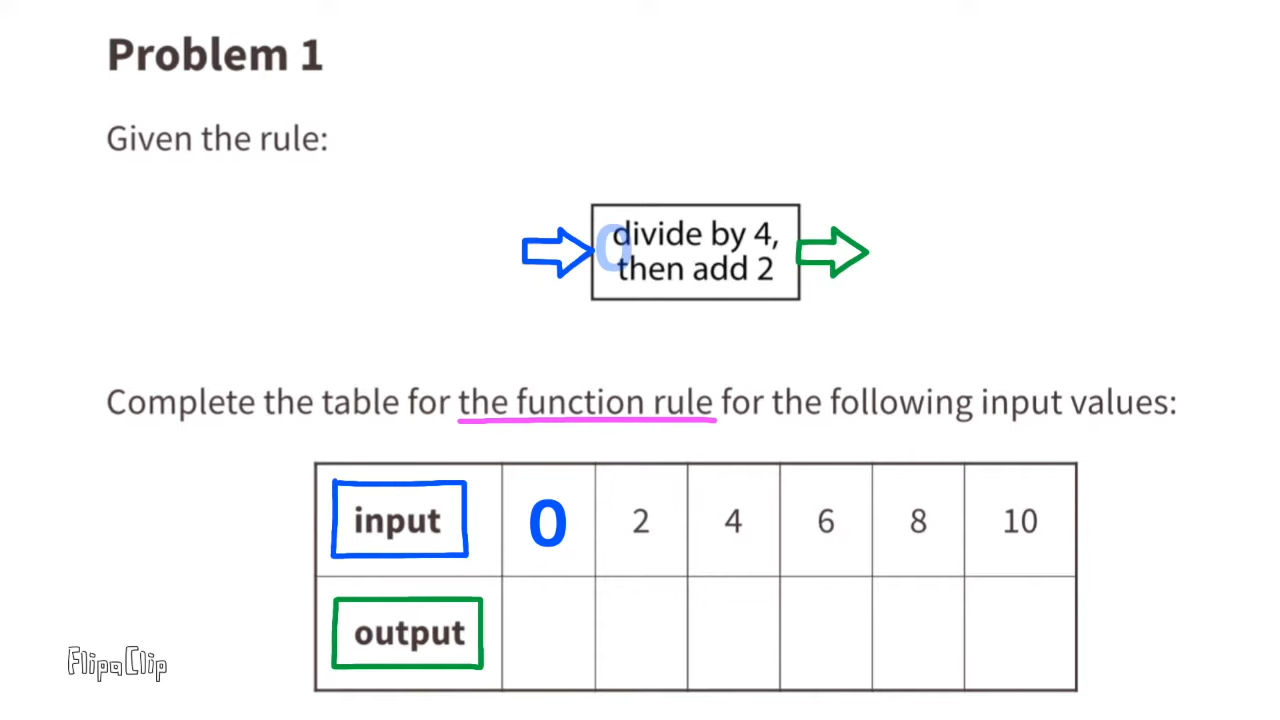 Problem 1
Given the rule:
0
divide by 4,
then add 2
Complete the table for the function rule for the following input values:
input 0 2 4 6 8 10
output
FlipaClip